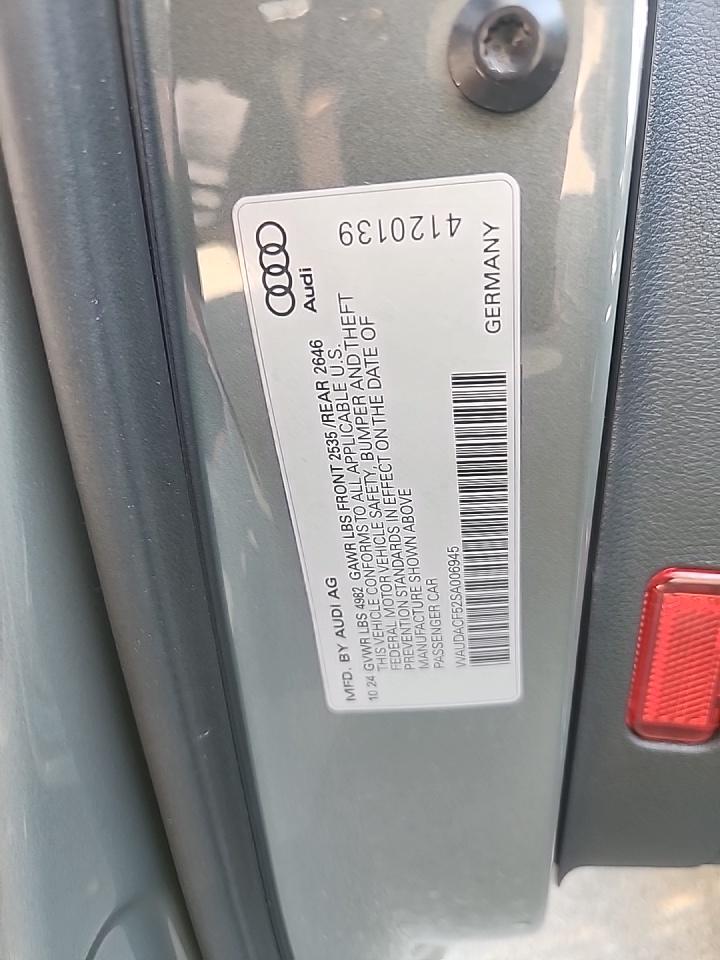 MFD. BY AUDI AG
Audi
10 24 GVWR LBS 4982 GAWR LBS FRONT 2535/REAR 2646
THIS VEHICLE CONFORMS TO ALL APPLICABLE U.S.
FEDERAL MOTOR VEHICLE SAFETY, BUMPER AND THEFT
PREVENTION STANDARDS IN EFFECT ON THE DATE OF
MANUFACTURE SHOWN ABOVE
PASSENGER CAR
4120139
WAUDACF52SA006945
GERMANY